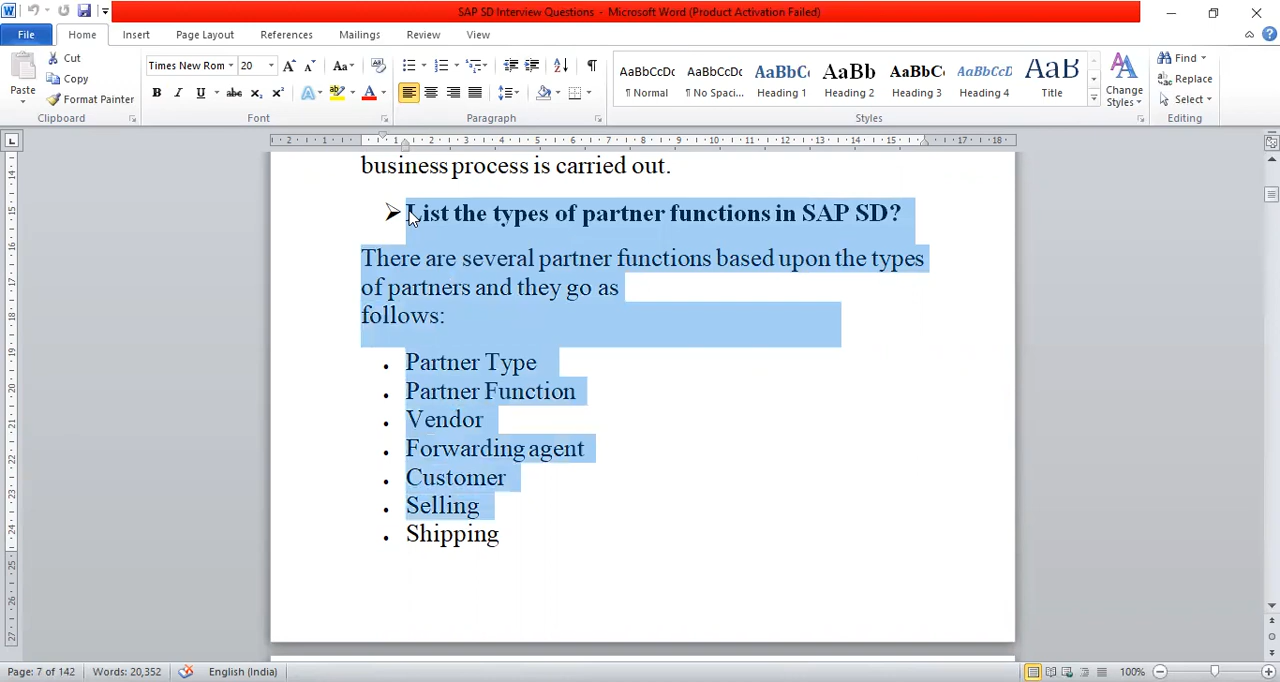 SAP SD Interview Questions - Microsoft Word (Product Activation Failed)
File Home Insert Page Layout References Mailings Review View
Paste
Cut
Copy
Format Painter
Clipboard
Times New Rom 20
Font
Paragraph
AaBbCcDc AaBbCcDc AaBbC AaBbC AaBbC AaBbCcD AaB
¶ Normal ¶ No Spaci... Heading 1 Heading 2 Heading 3 Heading 4 Title
Change Styles
Styles
Find
Replace
Select
Editing
business process is carried out.
➤ List the types of partner functions in SAP SD?
There are several partner functions based upon the types
of partners and they go as
follows:
• Partner Type
• Partner Function
• Vendor
• Forwarding agent
• Customer
• Selling
• Shipping
Page: 7 of 142 Words: 20,352 English (India) 100%